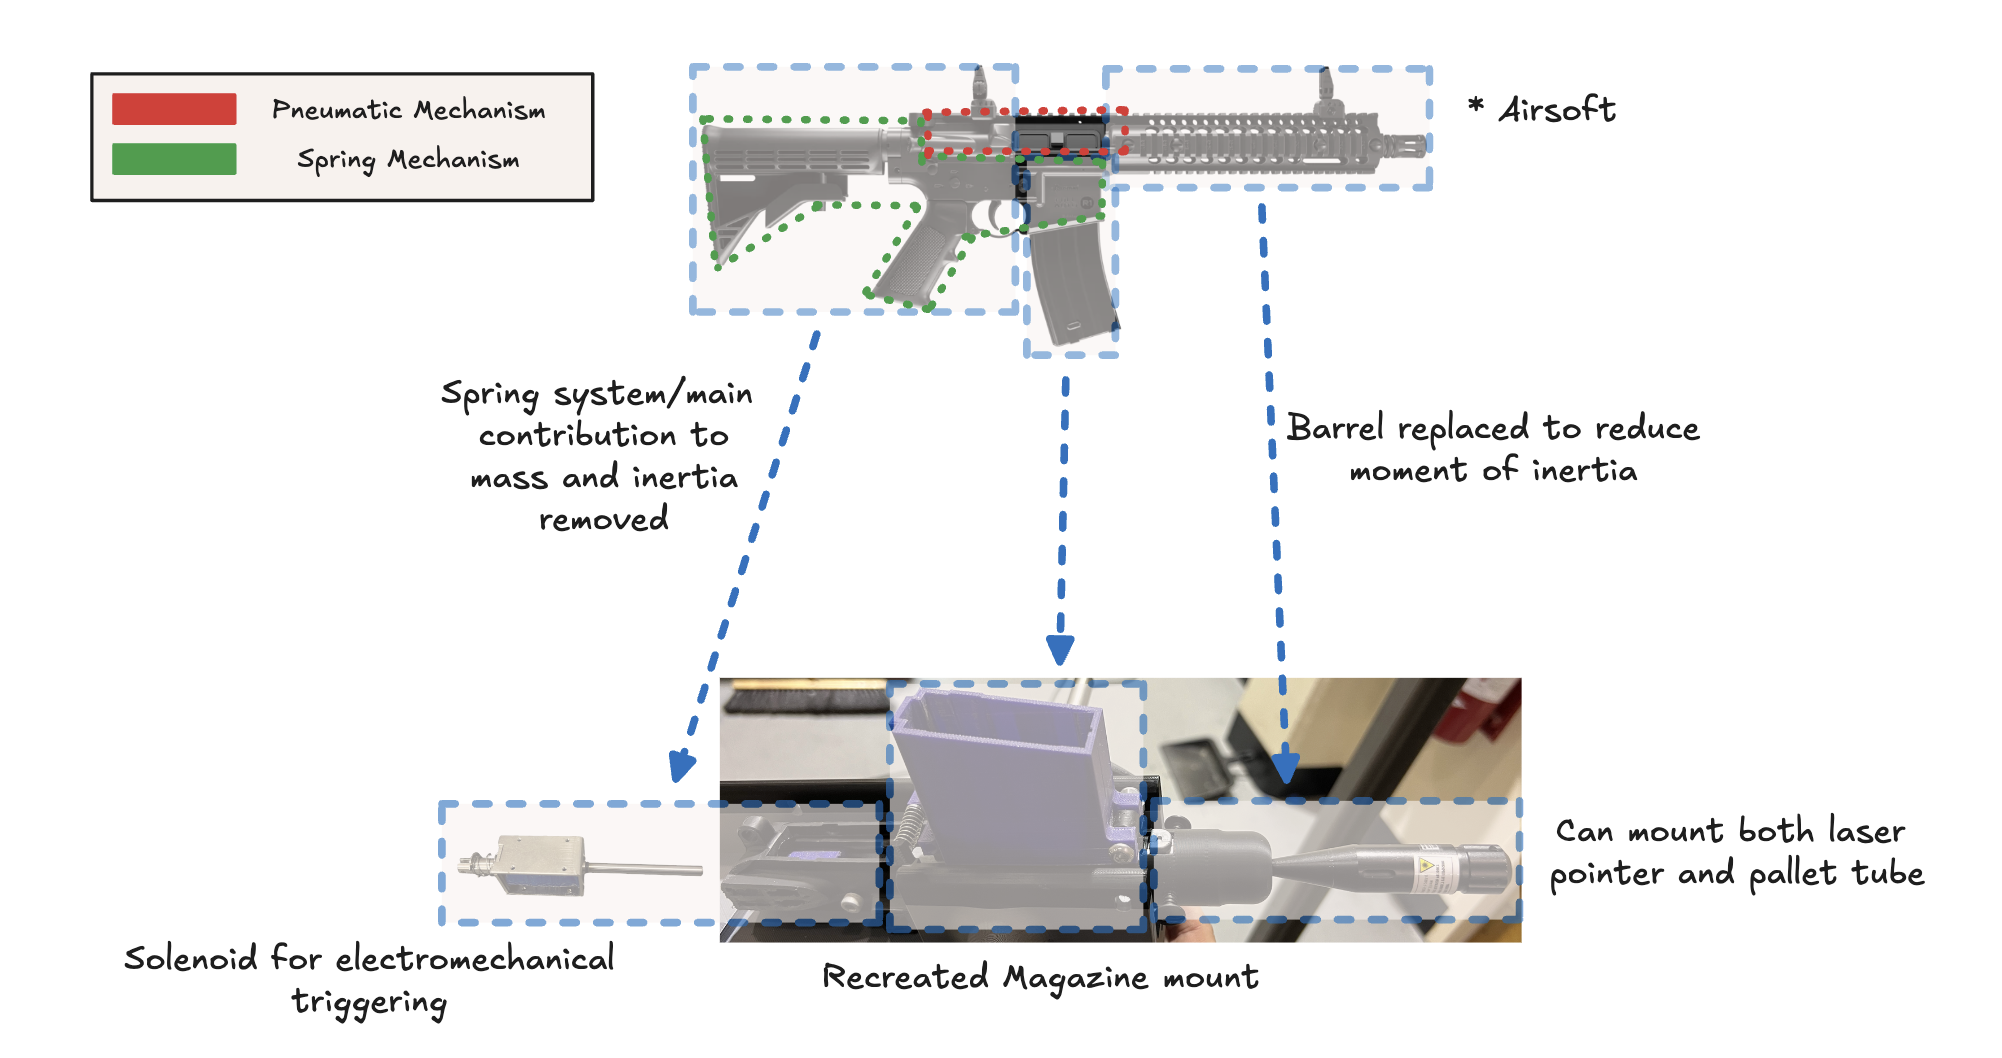 Pneumatic Mechanism
Spring Mechanism
* Airsoft
Spring system/main
contribution to
mass and inertia
removed
Barrel replaced to reduce
moment of inertia
Can mount both laser
pointer and pallet tube
Solenoid for electromechanical
triggering
Recreated Magazine mount